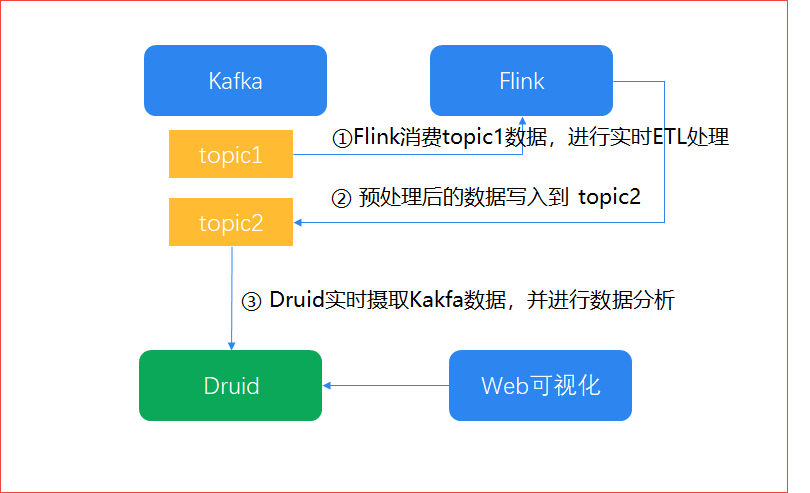 Kafka
Flink
topic1
①Flink消费topic1数据，进行实时ETL处理
② 预处理后的数据写入到 topic2
topic2
③ Druid实时摄取Kakfa数据，并进行数据分析
Druid
Web可视化